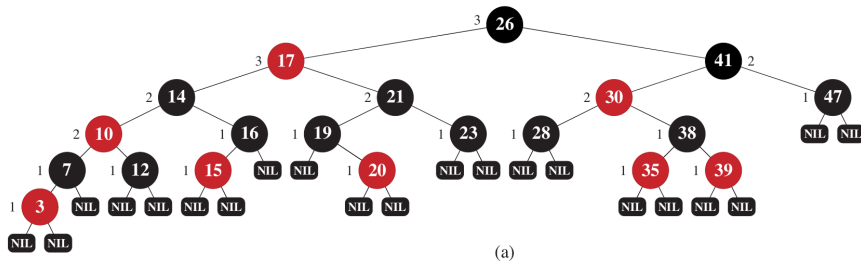 3 26
3 17 41 2
2 14 2 21 2 30 1 47
2 10 1 16 1 19 1 23 1 28 1 38 NIL NIL
1 7 1 12 1 15 NIL 20 NIL NIL NIL NIL 1 35 1 39
1 3 NIL NIL NIL NIL NIL NIL NIL NIL NIL NIL NIL
NIL NIL
(a)